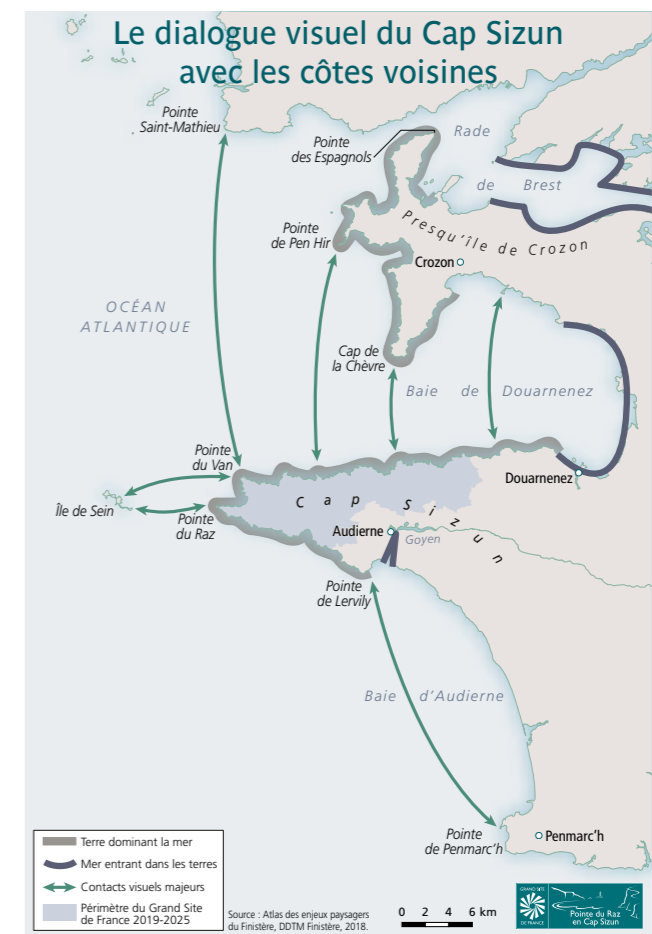 Le dialogue visuel du Cap Sizun
avec les côtes voisines
Pointe
Saint-Mathieu
Pointe
des Espagnols
Rade
de Brest
Pointe
de Pen Hir
Presqu'île de Crozon
Crozon
OCÉAN
ATLANTIQUE
Cap de
la Chèvre
Baie de Douarnenez
Pointe
du Van
Douarnenez
Île de Sein
Pointe
du Raz
Cap Sizun
Audierne
Goyen
Pointe
de Lervily
Baie d'Audierne
Pointe
de Penmarc'h
Penmarc'h
Terre dominant la mer
Mer entrant dans les terres
Contacts visuels majeurs
Périmètre du Grand Site
de France 2019-2025
Source : Atlas des enjeux paysagers
du Finistère, DDTM Finistère, 2018.
0 2 4 6 km
GRAND SITE
DE FRANCE
Pointe du Raz
en Cap Sizun